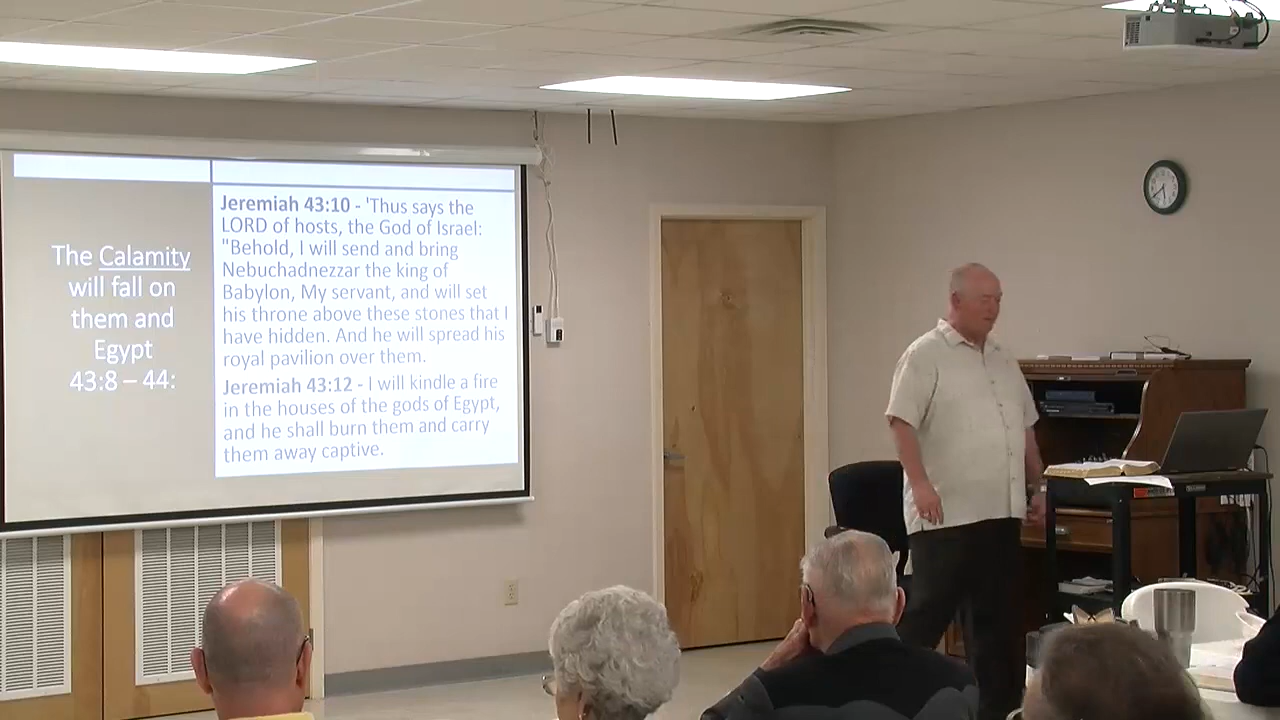 The Calamity
will fall on
them and
Egypt
43:8 – 44:
Jeremiah 43:10 - 'Thus says the
LORD of hosts, the God of Israel:
"Behold, I will send and bring
Nebuchadnezzar the king of
Babylon, My servant, and will set
his throne above these stones that I
have hidden. And he will spread his
royal pavilion over them.
Jeremiah 43:12 - I will kindle a fire
in the houses of the gods of Egypt,
and he shall burn them and carry
them away captive.